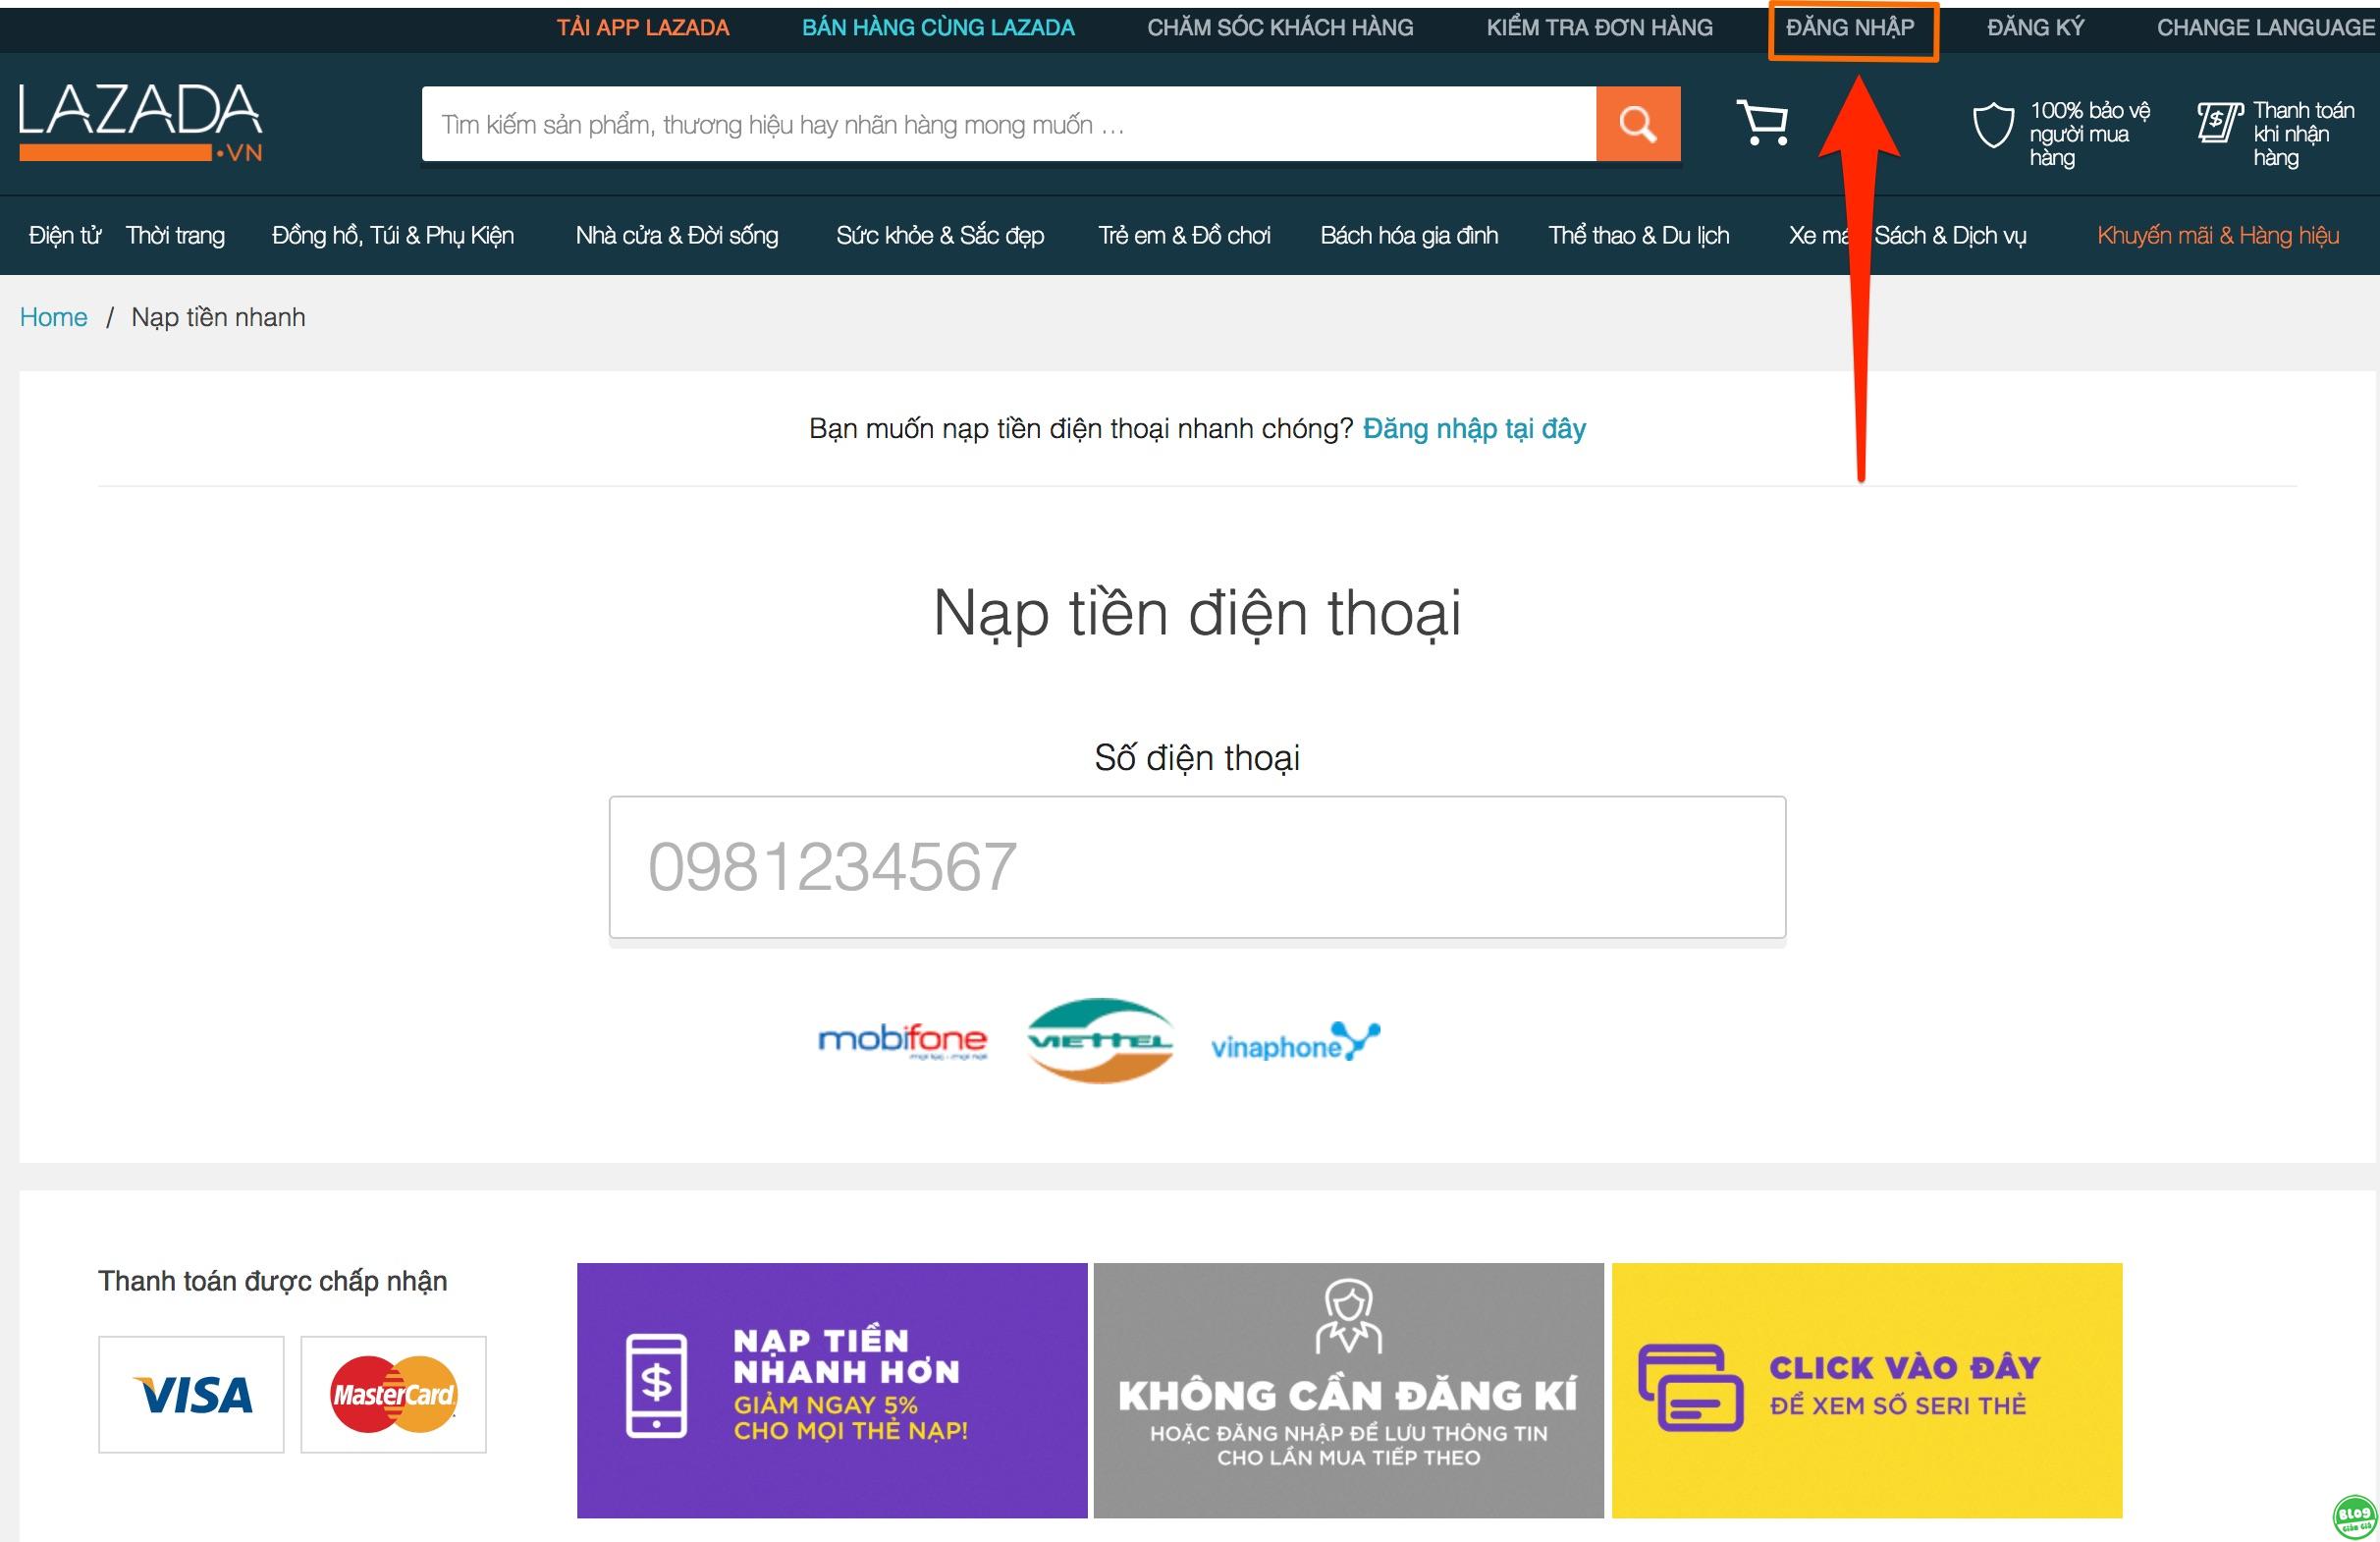 TẢI APP LAZADA BÁN HÀNG CÙNG LAZADA CHĂM SÓC KHÁCH HÀNG KIỂM TRA ĐƠN HÀNG ĐĂNG NHẬP ĐĂNG KÝ CHANGE LANGUAGE
LAZADA
.VN
Tìm kiếm sản phẩm, thương hiệu hay nhãn hàng mong muốn ...
100% bảo vệ
người mua
hàng
Thanh toán
khi nhận
hàng
Điện tử Thời trang Đồng hồ, Túi & Phụ Kiện Nhà cửa & Đời sống Sức khỏe & Sắc đẹp Trẻ em & Đồ chơi Bách hóa gia đình Thể thao & Du lịch Xe Sách & Dịch vụ Khuyến mãi & Hàng hiệu
Home / Nạp tiền nhanh
Bạn muốn nạp tiền điện thoại nhanh chóng? Đăng nhập tại đây
Nạp tiền điện thoại
Số điện thoại
0981234567
mobifone
VIETTEL
vinaphone
Thanh toán được chấp nhận
VISA
MasterCard
NẠP TIỀN
NHANH HƠN
GIẢM NGAY 5%
CHO MỌI THẺ NẠP!
KHÔNG CẦN ĐĂNG KÍ
HOẶC ĐĂNG NHẬP ĐỂ LƯU THÔNG TIN
CHO LẦN MUA TIẾP THEO
CLICK VÀO ĐÂY
ĐỂ XEM SỐ SERI THẺ
BLOG